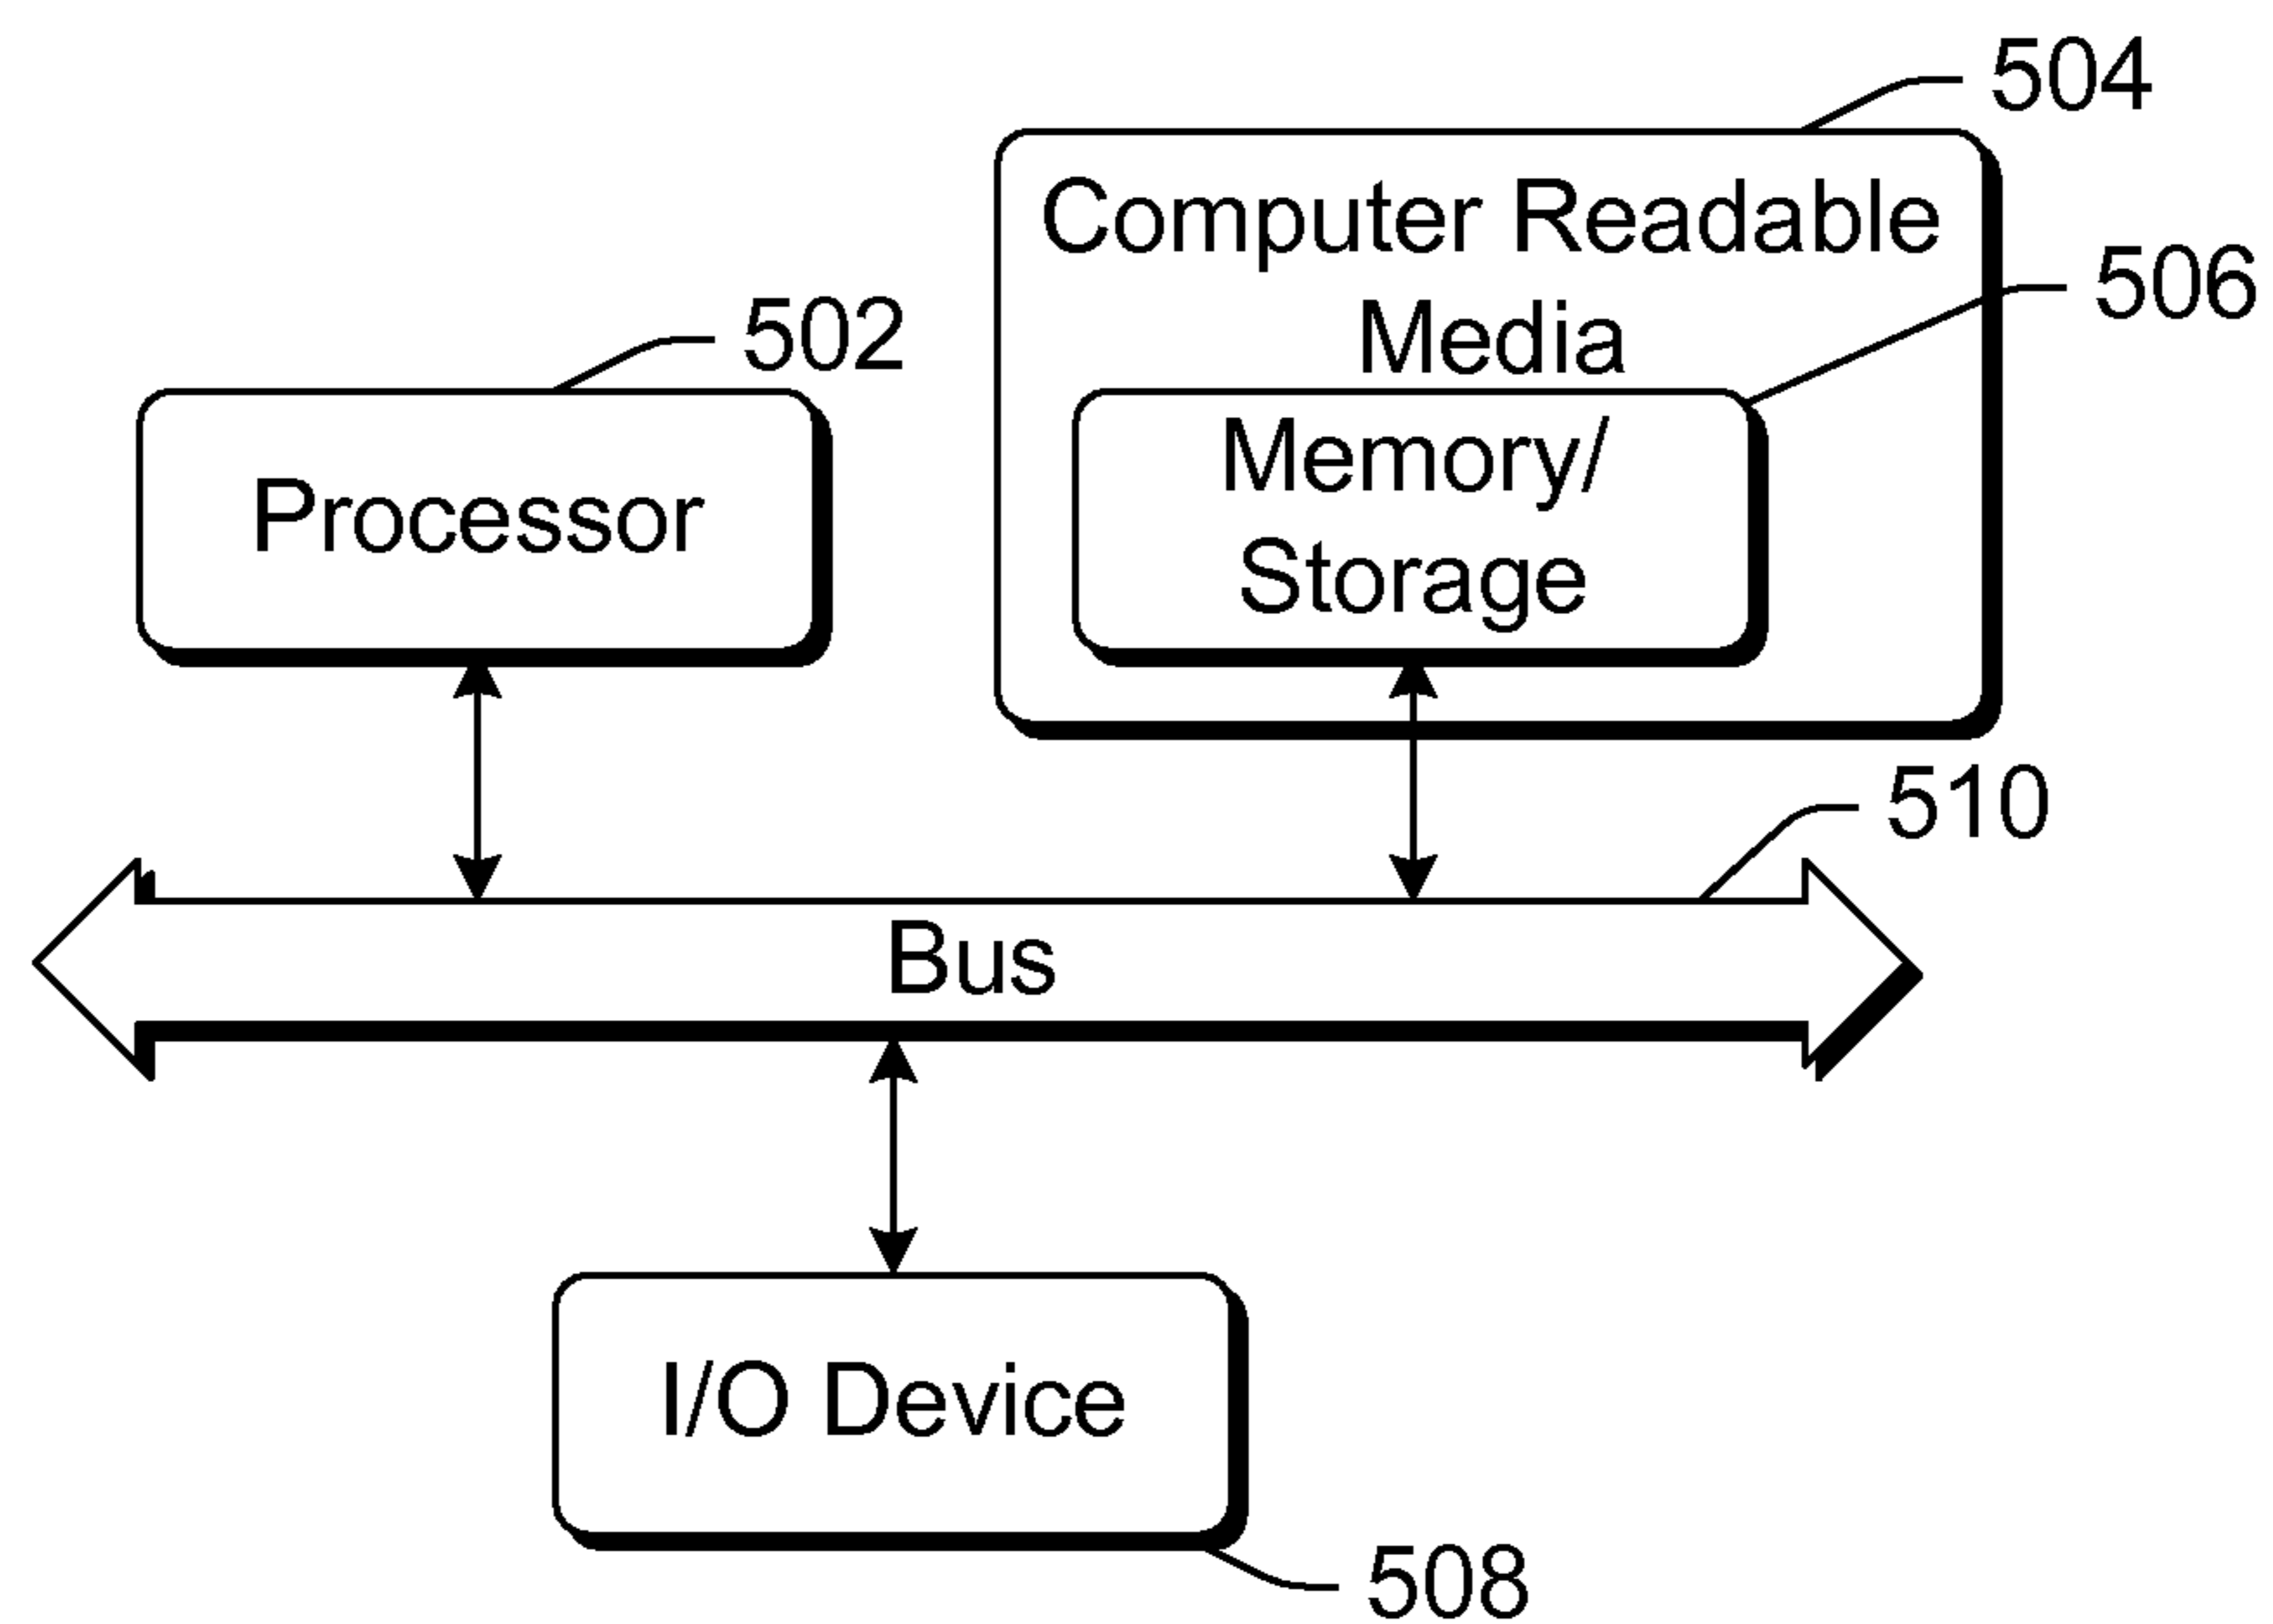 504
Computer Readable
Media
506
502
Processor
Memory/
Storage
510
Bus
I/O Device
508